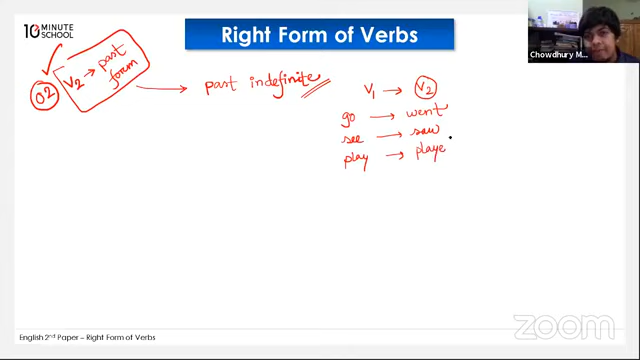 10 MINUTE SCHOOL
Right Form of Verbs
Chowdhury M...
02 V2 → past form
past indefinite
V1 → V2
go → went
see → saw
play → playe
English 2nd Paper – Right Form of Verbs
zoom